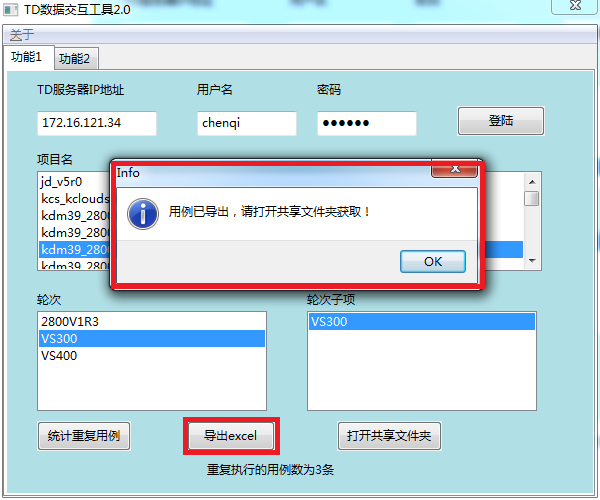 TD数据交互工具2.0
关于
功能1 功能2
TD服务器IP地址 用户名 密码
172.16.121.34 chenqi ●●●●●● 登陆
项目名
jd_v5r0
kcs_kclouds
kdm39_280
kdm39_280
kdm39_280
kdm39_280
Info
用例已导出，请打开共享文件夹获取！
OK
轮次 轮次子项
2800V1R3 VS300
VS300
VS400
统计重复用例 导出excel 打开共享文件夹
重复执行的用例数为3条